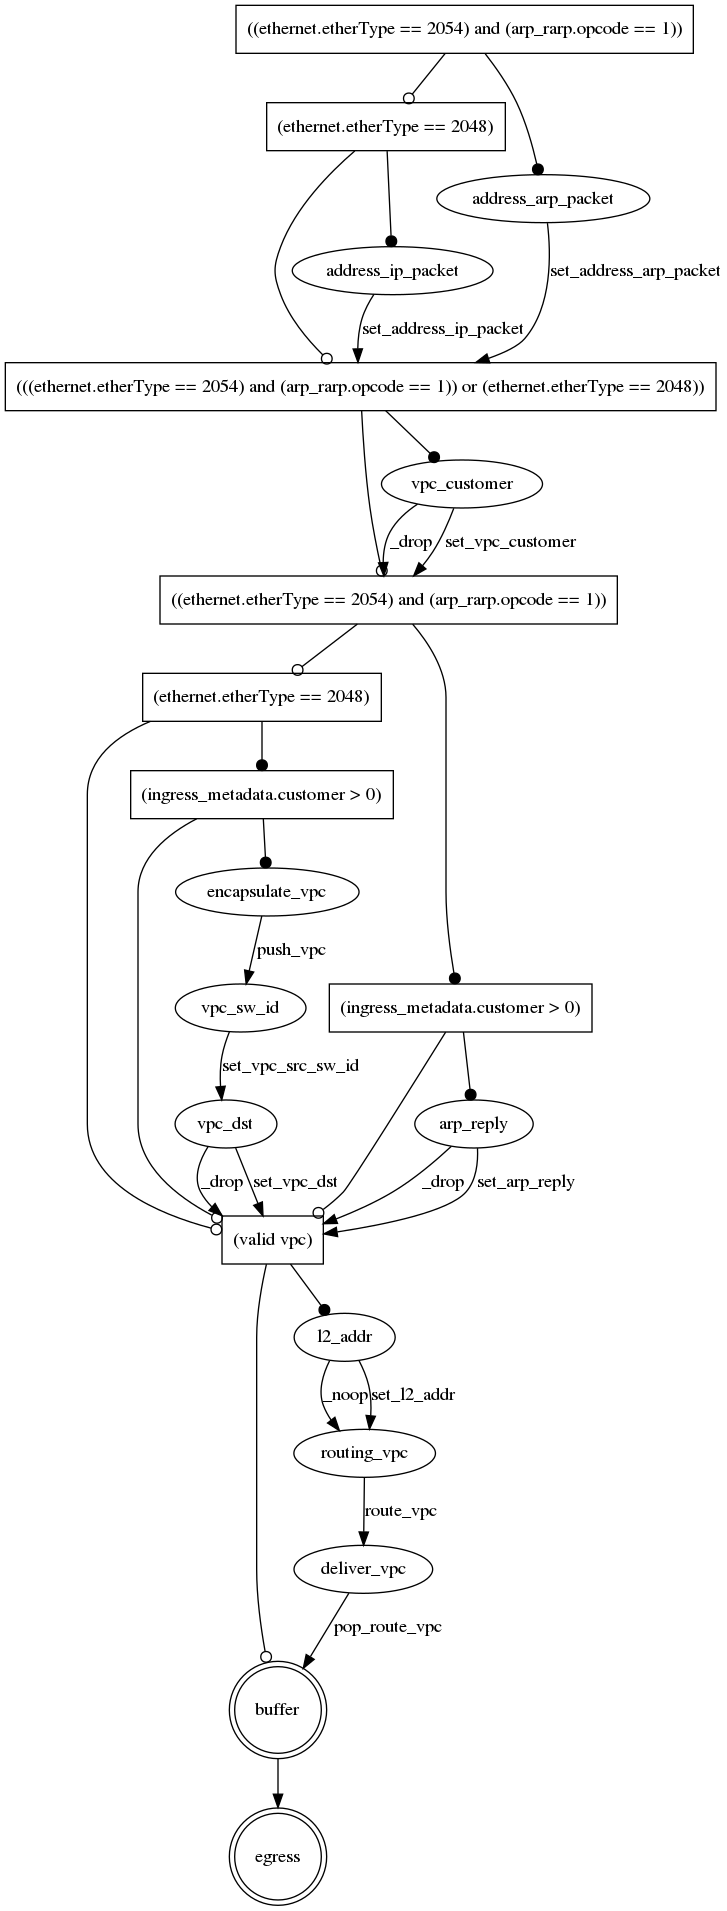 ((ethernet.etherType == 2054) and (arp_rarp.opcode == 1))
(ethernet.etherType == 2048)
address_arp_packet
address_ip_packet
set_address_arp_packet
set_address_ip_packet
(((ethernet.etherType == 2054) and (arp_rarp.opcode == 1)) or (ethernet.etherType == 2048))
vpc_customer
_drop
set_vpc_customer
((ethernet.etherType == 2054) and (arp_rarp.opcode == 1))
(ethernet.etherType == 2048)
(ingress_metadata.customer > 0)
encapsulate_vpc
push_vpc
vpc_sw_id
(ingress_metadata.customer > 0)
set_vpc_src_sw_id
vpc_dst
arp_reply
_drop
set_vpc_dst
_drop
set_arp_reply
(valid vpc)
l2_addr
_noop
set_l2_addr
routing_vpc
route_vpc
deliver_vpc
pop_route_vpc
buffer
egress